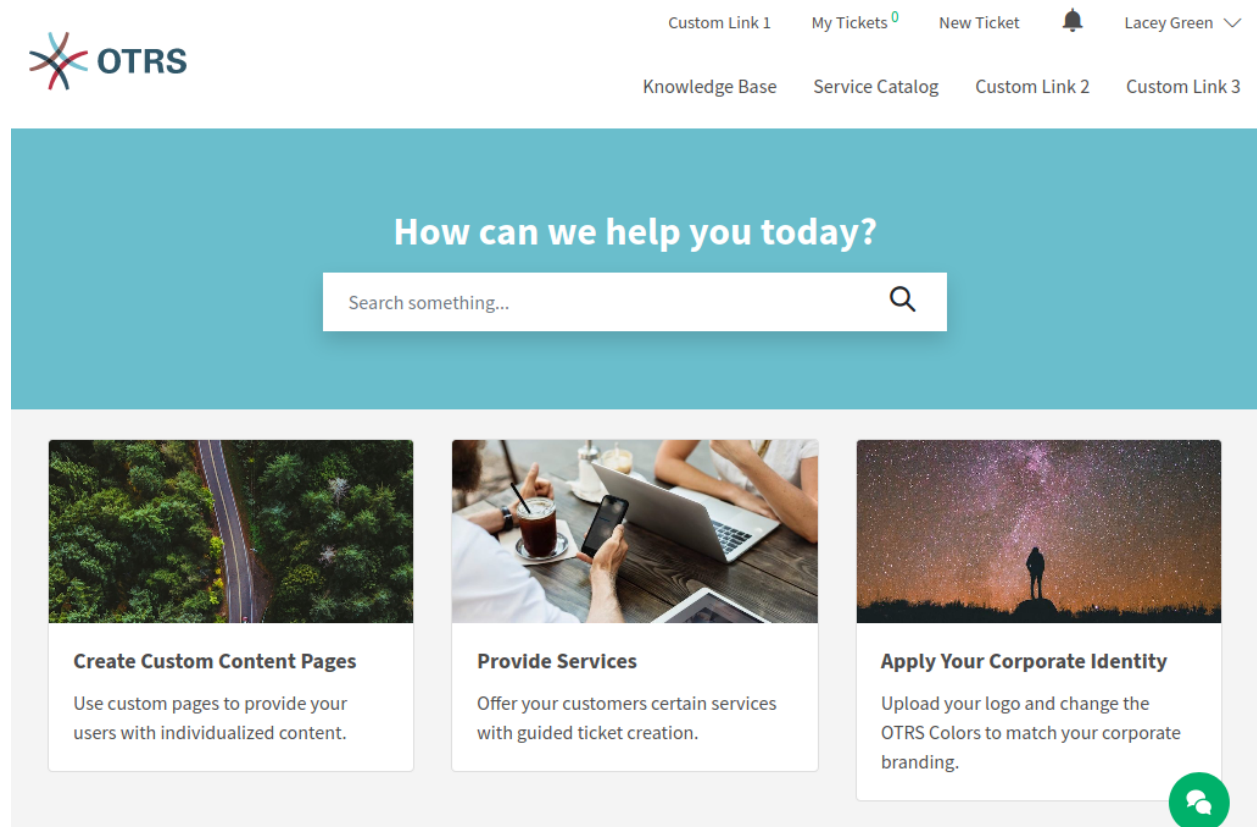 Custom Link 1 My Tickets 0 New Ticket Lacey Green
OTRS
Knowledge Base Service Catalog Custom Link 2 Custom Link 3
How can we help you today?
Search something...
Create Custom Content Pages
Use custom pages to provide your
users with individualized content.
Provide Services
Offer your customers certain services
with guided ticket creation.
Apply Your Corporate Identity
Upload your logo and change the
OTRS Colors to match your corporate
branding.